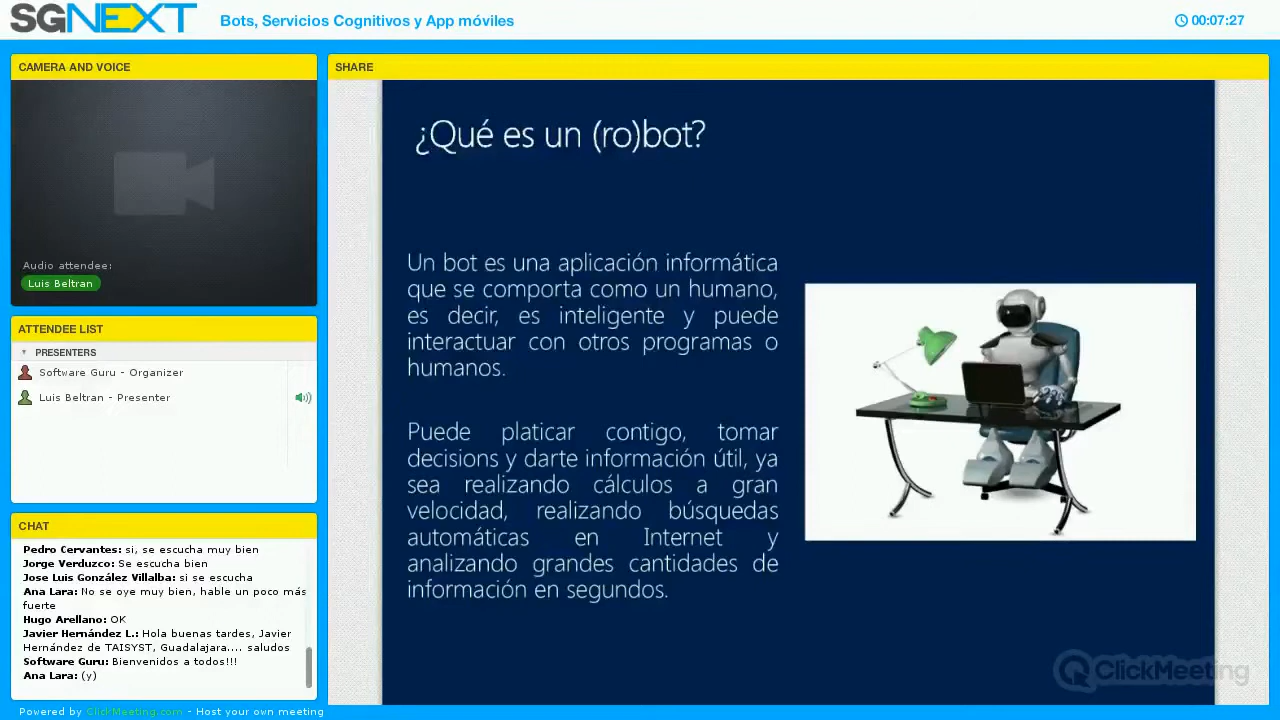 SGNEXT
Bots, Servicios Cognitivos y App móviles
00:07:27
CAMERA AND VOICE
Audio attendee:
Luis Beltran
ATTENDEE LIST
PRESENTERS
Software Guru - Organizer
Luis Beltran - Presenter
CHAT
Pedro Cervantes: si, se escucha muy bien
Jorge Verduzco: Se escucha bien
Jose Luis González Villalba: si se escucha
Ana Lara: No se oye muy bien, hable un poco más
fuerte
Hugo Arellano: OK
Javier Hernández L.: Hola buenas tardes, Javier
Hernández de TAISYST, Guadalajara.... saludos
Software Guru: Bienvenidos a todos!!!
Ana Lara: (y)
Powered by ClickMeeting.com - Host your own meeting
SHARE
¿Qué es un (ro)bot?
Un bot es una aplicación informática
que se comporta como un humano,
es decir, es inteligente y puede
interactuar con otros programas o
humanos.
Puede platicar contigo, tomar
decisions y darte información útil, ya
sea realizando cálculos a gran
velocidad, realizando búsquedas
automáticas en Internet y
analizando grandes cantidades de
información en segundos.
ClickMeeting